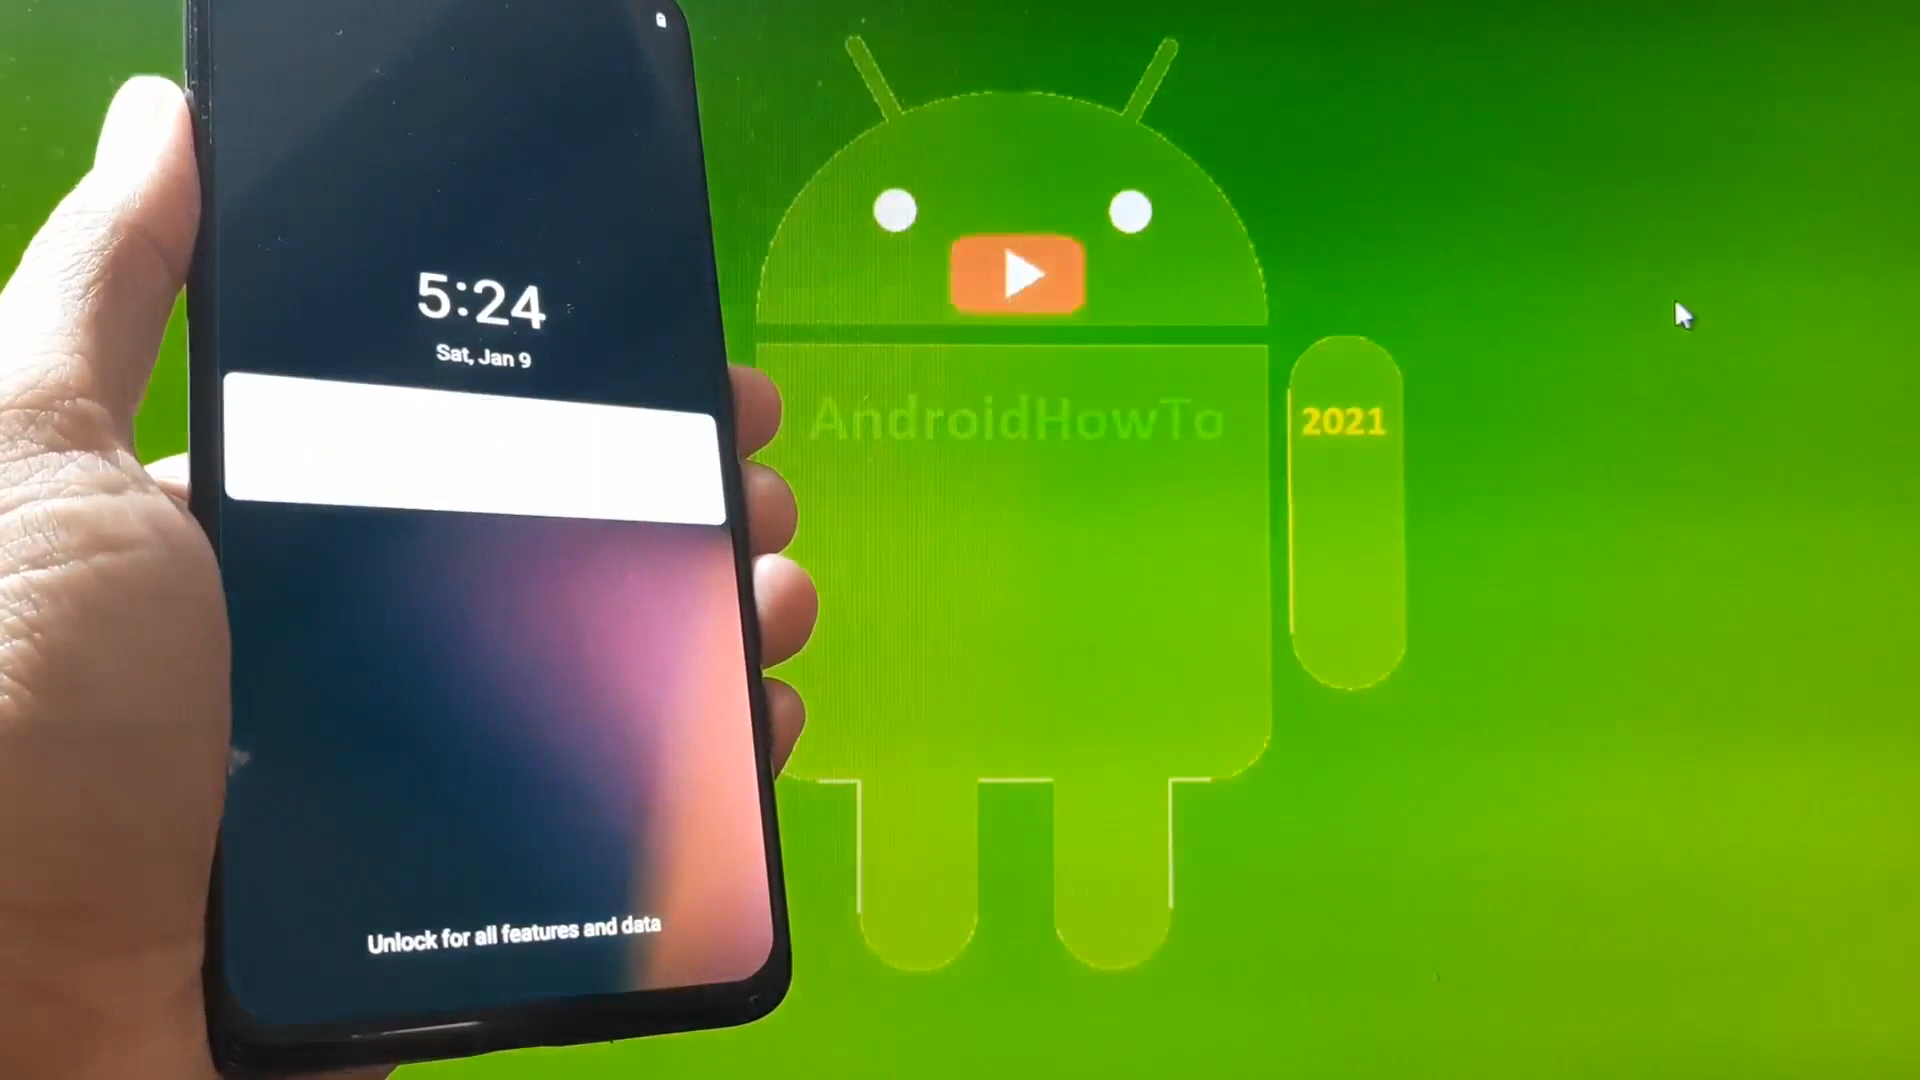 5:24
Sat, Jan 9
Unlock for all features and data
AndroidHowTo
2021